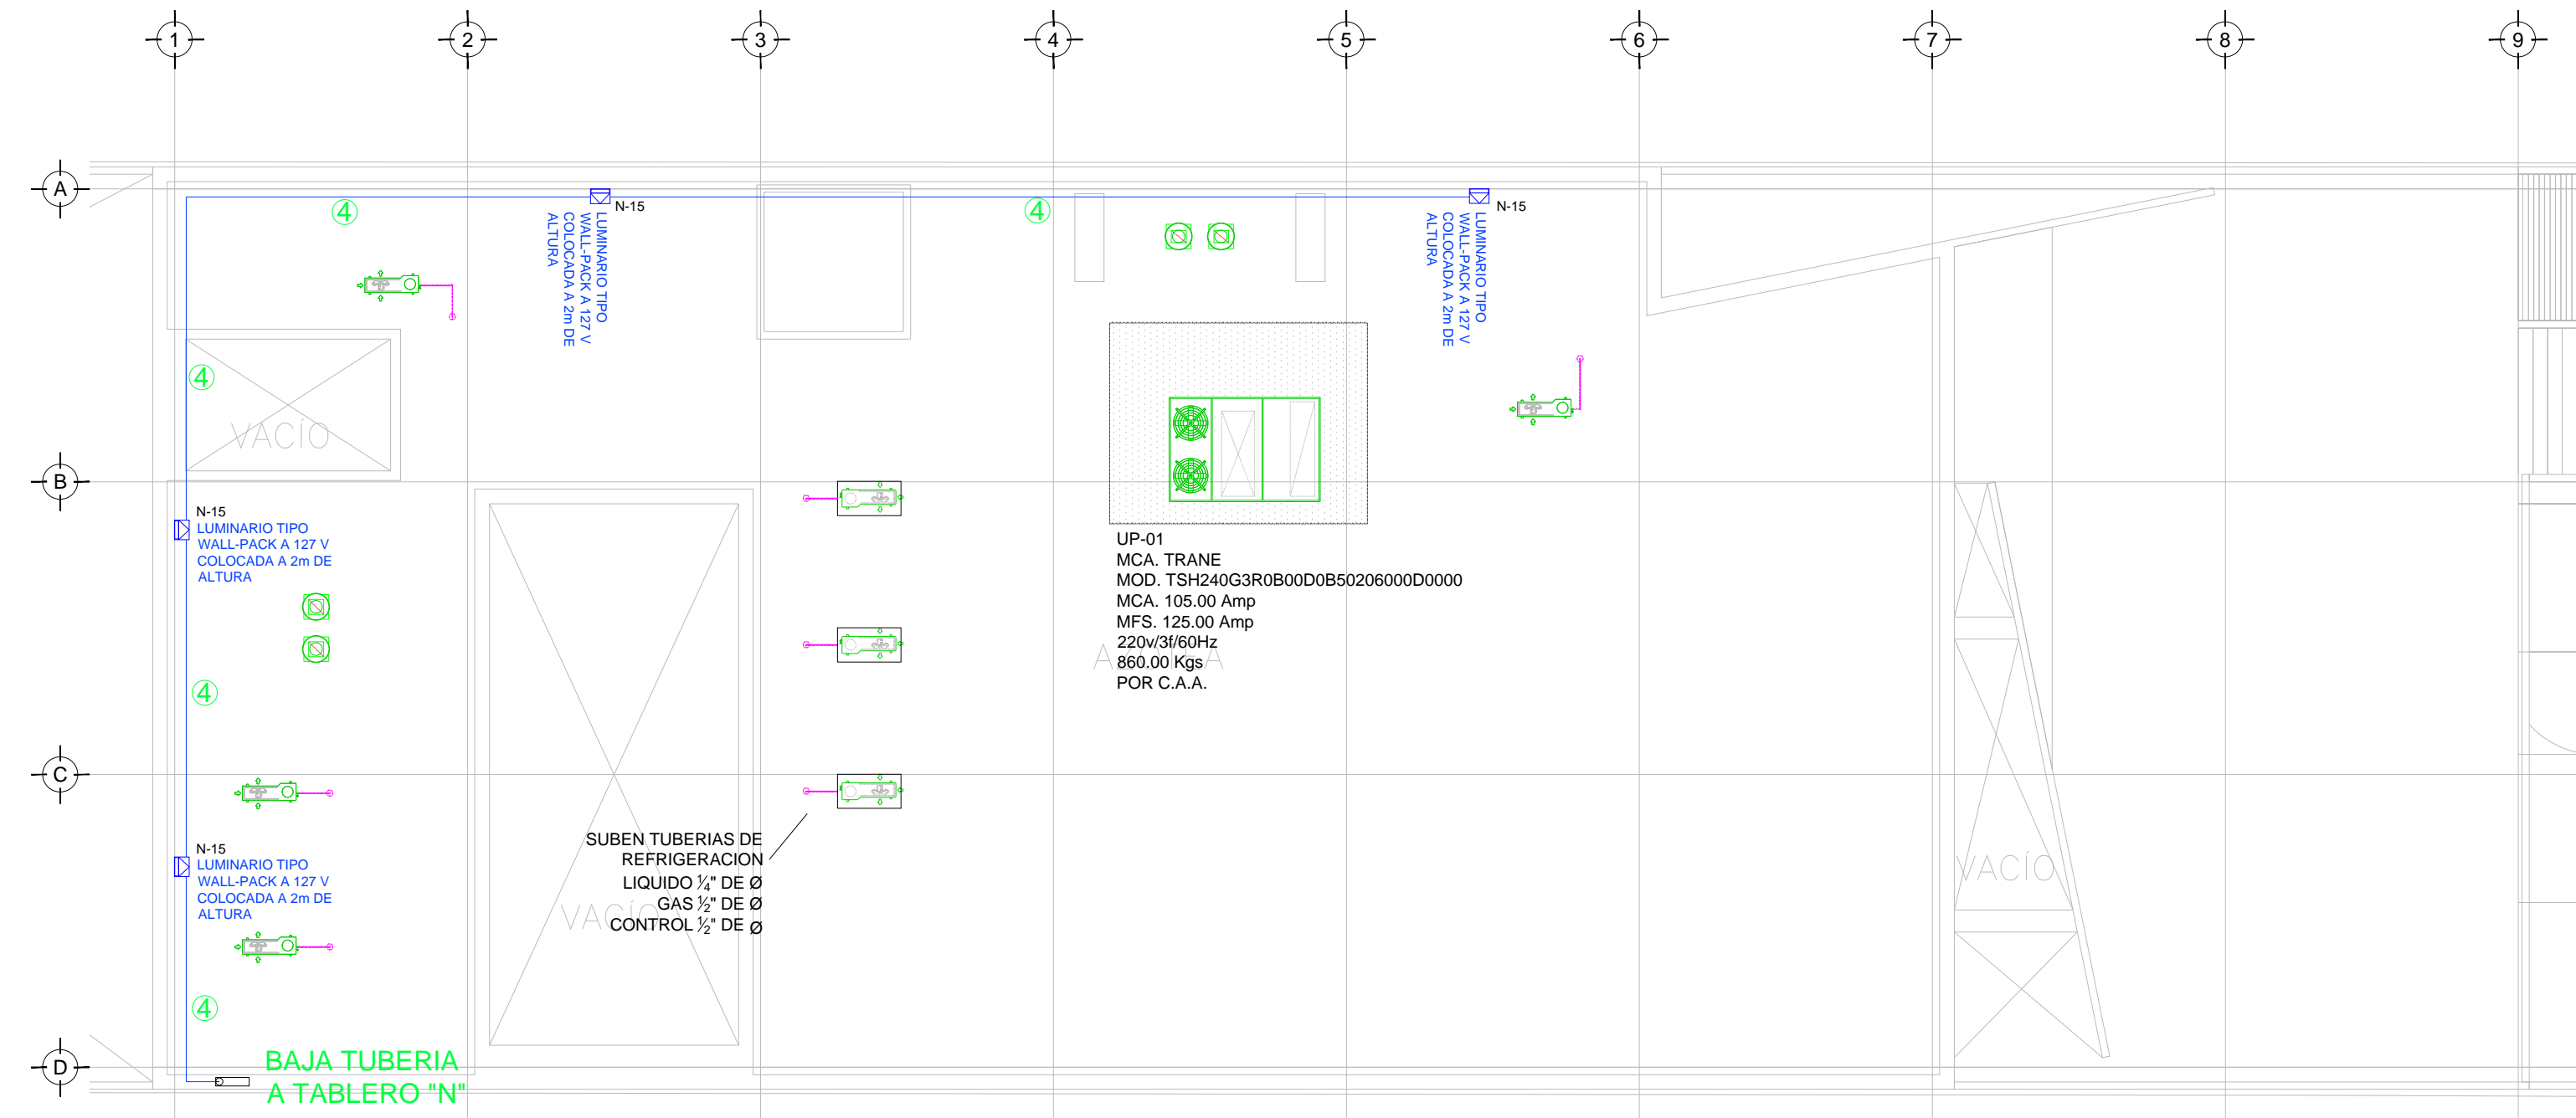 1
2
3
4
5
6
7
8
9
A
N-15
LUMINARIO TIPO
WALL-PACK A 127 V
COLOCADA A 2m DE
ALTURA
N-15
LUMINARIO TIPO
WALL-PACK A 127 V
COLOCADA A 2m DE
ALTURA
4
4
4
VACÍO
B
N-15
LUMINARIO TIPO
WALL-PACK A 127 V
COLOCADA A 2m DE
ALTURA
UP-01
MCA. TRANE
MOD. TSH240G3R0B00D0B50206000D0000
MCA. 105.00 Amp
MFS. 125.00 Amp
220v/3f/60Hz
860.00 Kgs
POR C.A.A.
AZOTEA
4
C
N-15
LUMINARIO TIPO
WALL-PACK A 127 V
COLOCADA A 2m DE
ALTURA
SUBEN TUBERIAS DE
REFRIGERACION
LIQUIDO ¼" DE Ø
GAS ½" DE Ø
CONTROL ½" DE Ø
VACÍO
VACÍO
4
D
BAJA TUBERIA
A TABLERO "N"